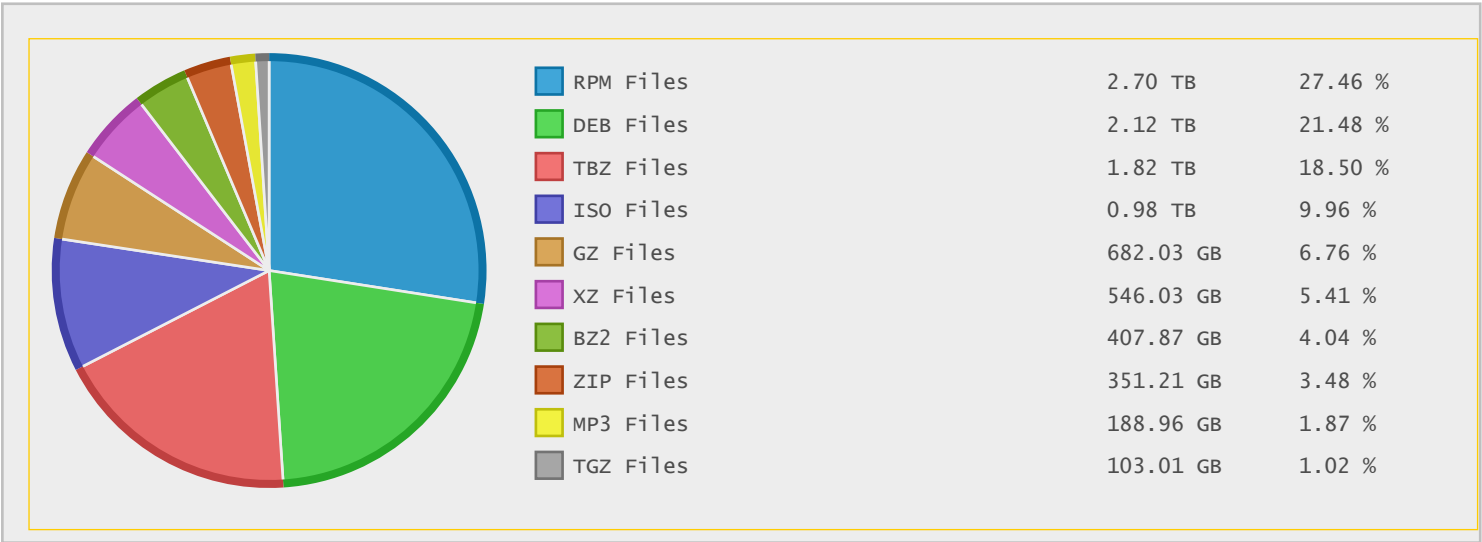 RPM Files 2.70 TB 27.46 %
DEB Files 2.12 TB 21.48 %
TBZ Files 1.82 TB 18.50 %
ISO Files 0.98 TB 9.96 %
GZ Files 682.03 GB 6.76 %
XZ Files 546.03 GB 5.41 %
BZ2 Files 407.87 GB 4.04 %
ZIP Files 351.21 GB 3.48 %
MP3 Files 188.96 GB 1.87 %
TGZ Files 103.01 GB 1.02 %